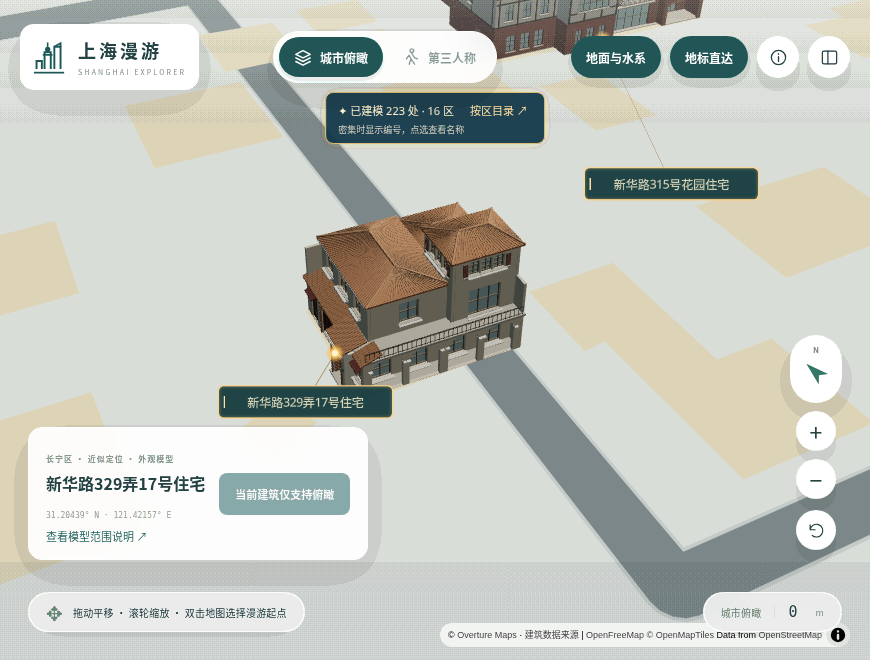 上海漫游
SHANGHAI EXPLORER
城市俯瞰
第三人称
地面与水系
地标直达
✦ 已建模 223 处 · 16 区 按区目录 ↗
密集时显示编号，点选查看名称
新华路315号花园住宅
新华路329弄17号住宅
长宁区 · 近似定位 · 外观模型
新华路329弄17号住宅
当前建筑仅支持俯瞰
31.20439° N · 121.42157° E
查看模型范围说明 ↗
N
+
−
拖动平移 · 滚轮缩放 · 双击地图选择漫游起点
城市俯瞰 0 m
© Overture Maps · 建筑数据来源 | OpenFreeMap © OpenMapTiles Data from OpenStreetMap